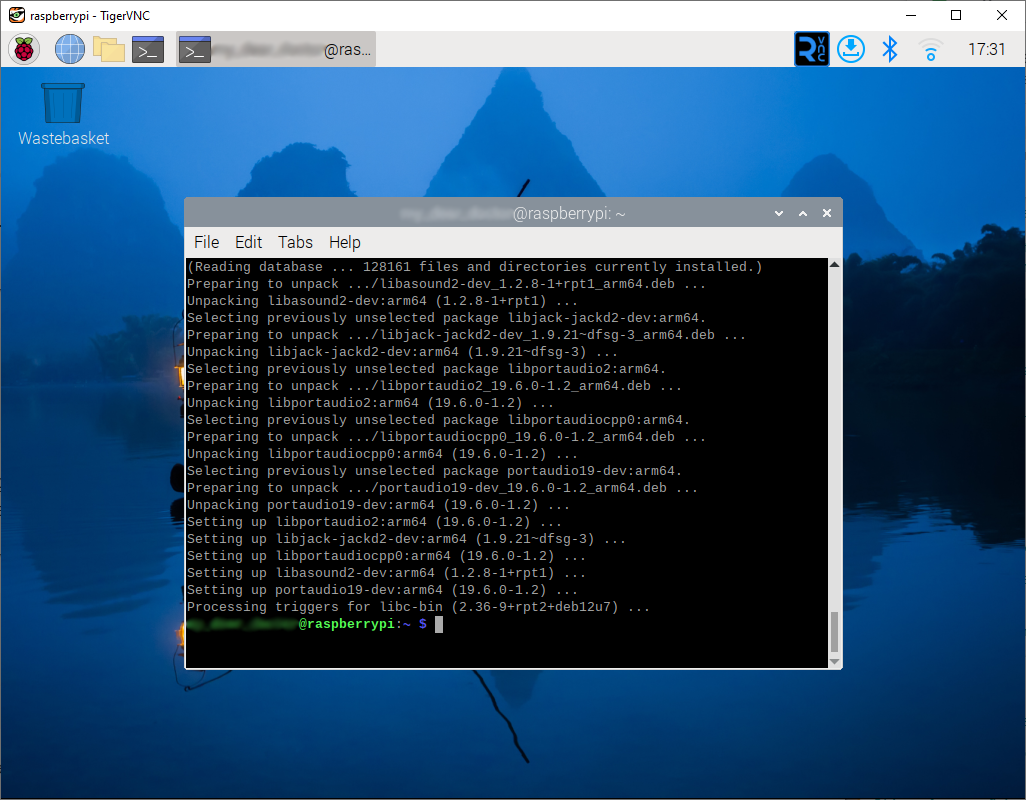 raspberrypi - TigerVNC
@ras...
VNC
17:31
Wastebasket
@raspberrypi: ~
File Edit Tabs Help
(Reading database ... 128161 files and directories currently installed.)
Preparing to unpack .../libasound2-dev_1.2.8-1+rpt1_arm64.deb ...
Unpacking libasound2-dev:arm64 (1.2.8-1+rpt1) ...
Selecting previously unselected package libjack-jackd2-dev:arm64.
Preparing to unpack .../libjack-jackd2-dev_1.9.21~dfsg-3_arm64.deb ...
Unpacking libjack-jackd2-dev:arm64 (1.9.21~dfsg-3) ...
Selecting previously unselected package libportaudio2:arm64.
Preparing to unpack .../libportaudio2_19.6.0-1.2_arm64.deb ...
Unpacking libportaudio2:arm64 (19.6.0-1.2) ...
Selecting previously unselected package libportaudiocpp0:arm64.
Preparing to unpack .../libportaudiocpp0_19.6.0-1.2_arm64.deb ...
Unpacking libportaudiocpp0:arm64 (19.6.0-1.2) ...
Selecting previously unselected package portaudio19-dev:arm64.
Preparing to unpack .../portaudio19-dev_19.6.0-1.2_arm64.deb ...
Unpacking portaudio19-dev:arm64 (19.6.0-1.2) ...
Setting up libportaudio2:arm64 (19.6.0-1.2) ...
Setting up libjack-jackd2-dev:arm64 (1.9.21~dfsg-3) ...
Setting up libportaudiocpp0:arm64 (19.6.0-1.2) ...
Setting up libasound2-dev:arm64 (1.2.8-1+rpt1) ...
Setting up portaudio19-dev:arm64 (19.6.0-1.2) ...
Processing triggers for libc-bin (2.36-9+rpt2+deb12u7) ...
@raspberrypi:~ $